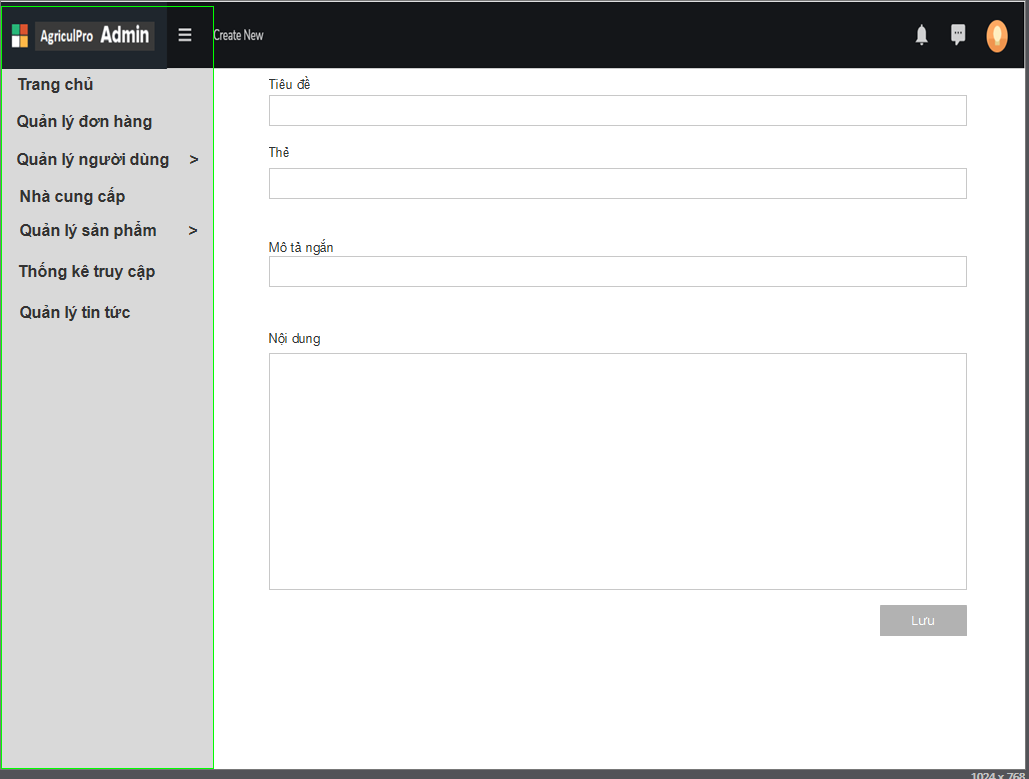 AgriculPro Admin
Create New
Trang chủ
Quản lý đơn hàng
Quản lý người dùng >
Nhà cung cấp
Quản lý sản phẩm >
Thống kê truy cập
Quản lý tin tức
Tiêu đề
Thẻ
Mô tả ngắn
Nội dung
Lưu
1024 x 768